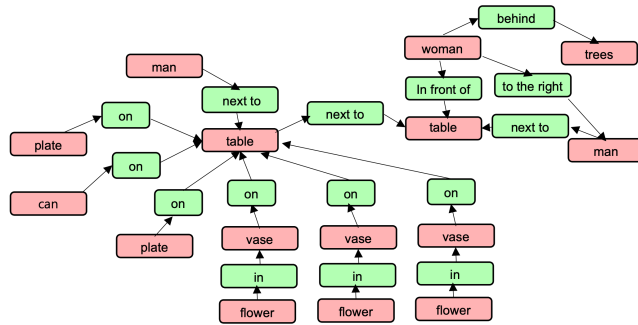 behind
woman
trees
man
In front of
to the right
next to
on
next to
table
next to
plate
table
man
on
can
on
on
on
on
plate
vase
vase
vase
in
in
in
flower
flower
flower